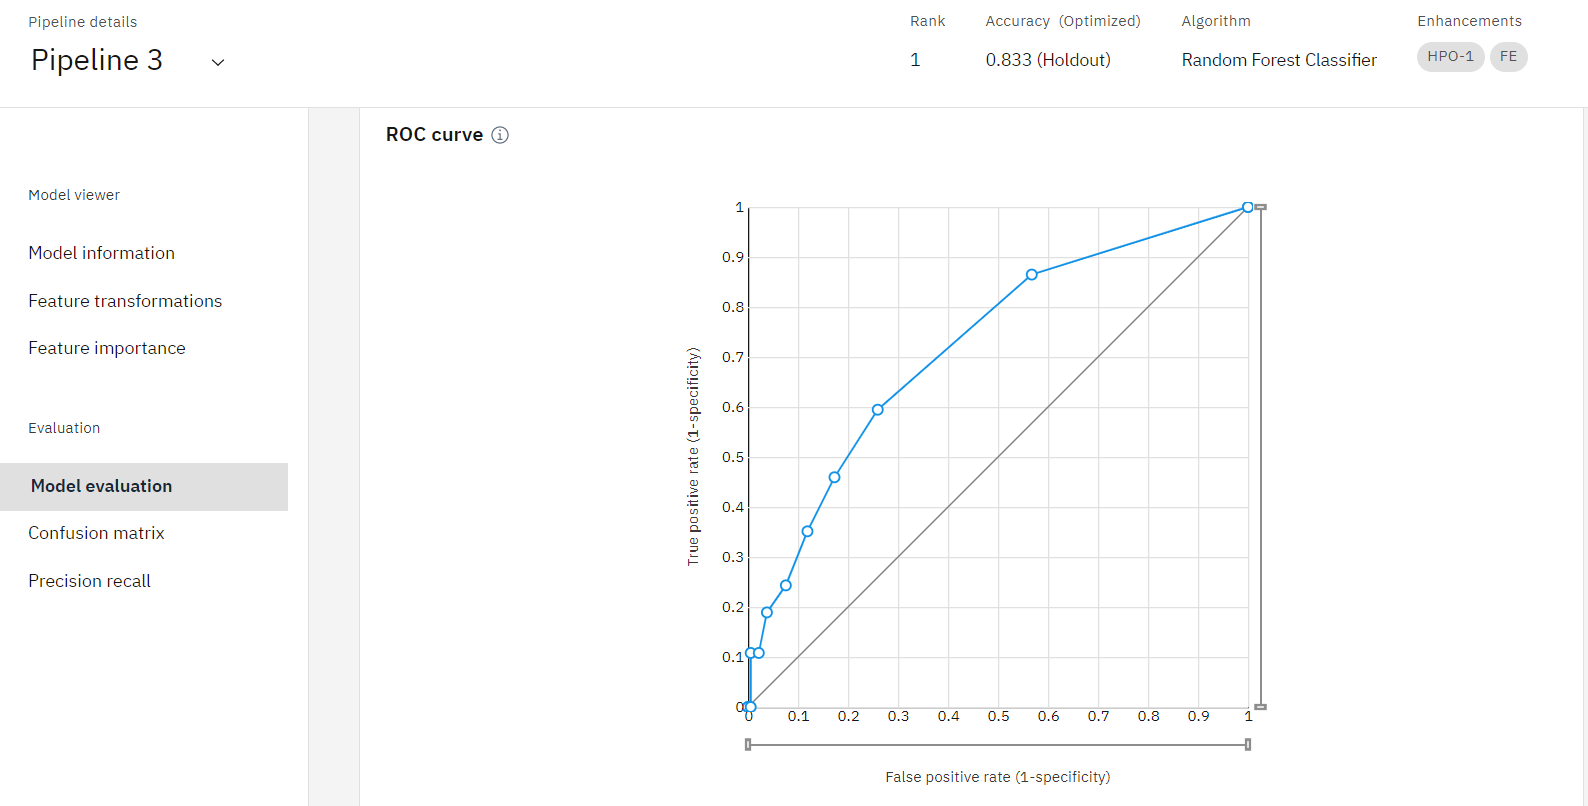 Pipeline details
Pipeline 3
Rank
1
Accuracy (Optimized)
0.833 (Holdout)
Algorithm
Random Forest Classifier
Enhancements
HPO-1 FE
Model viewer
Model information
Feature transformations
Feature importance
Evaluation
Model evaluation
Confusion matrix
Precision recall
ROC curve
True positive rate (1-specificity)
1
0.9
0.8
0.7
0.6
0.5
0.4
0.3
0.2
0.1
0
0 0.1 0.2 0.3 0.4 0.5 0.6 0.7 0.8 0.9 1
False positive rate (1-specificity)